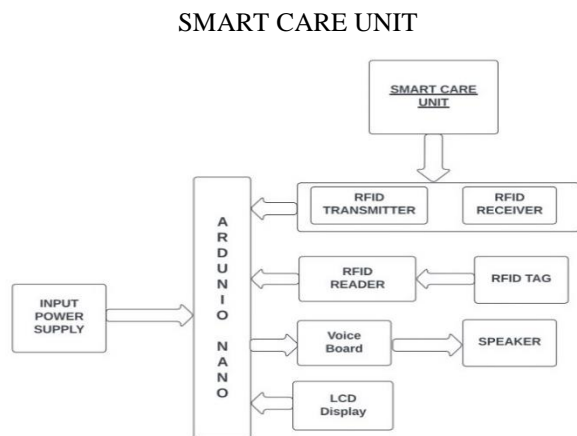 SMART CARE UNIT
SMART CARE
UNIT
RFID
TRANSMITTER
RFID
RECEIVER
A
R
D
U
N
I
O
N
A
N
O
RFID
READER
RFID TAG
INPUT
POWER
SUPPLY
Voice
Board
SPEAKER
LCD
Display